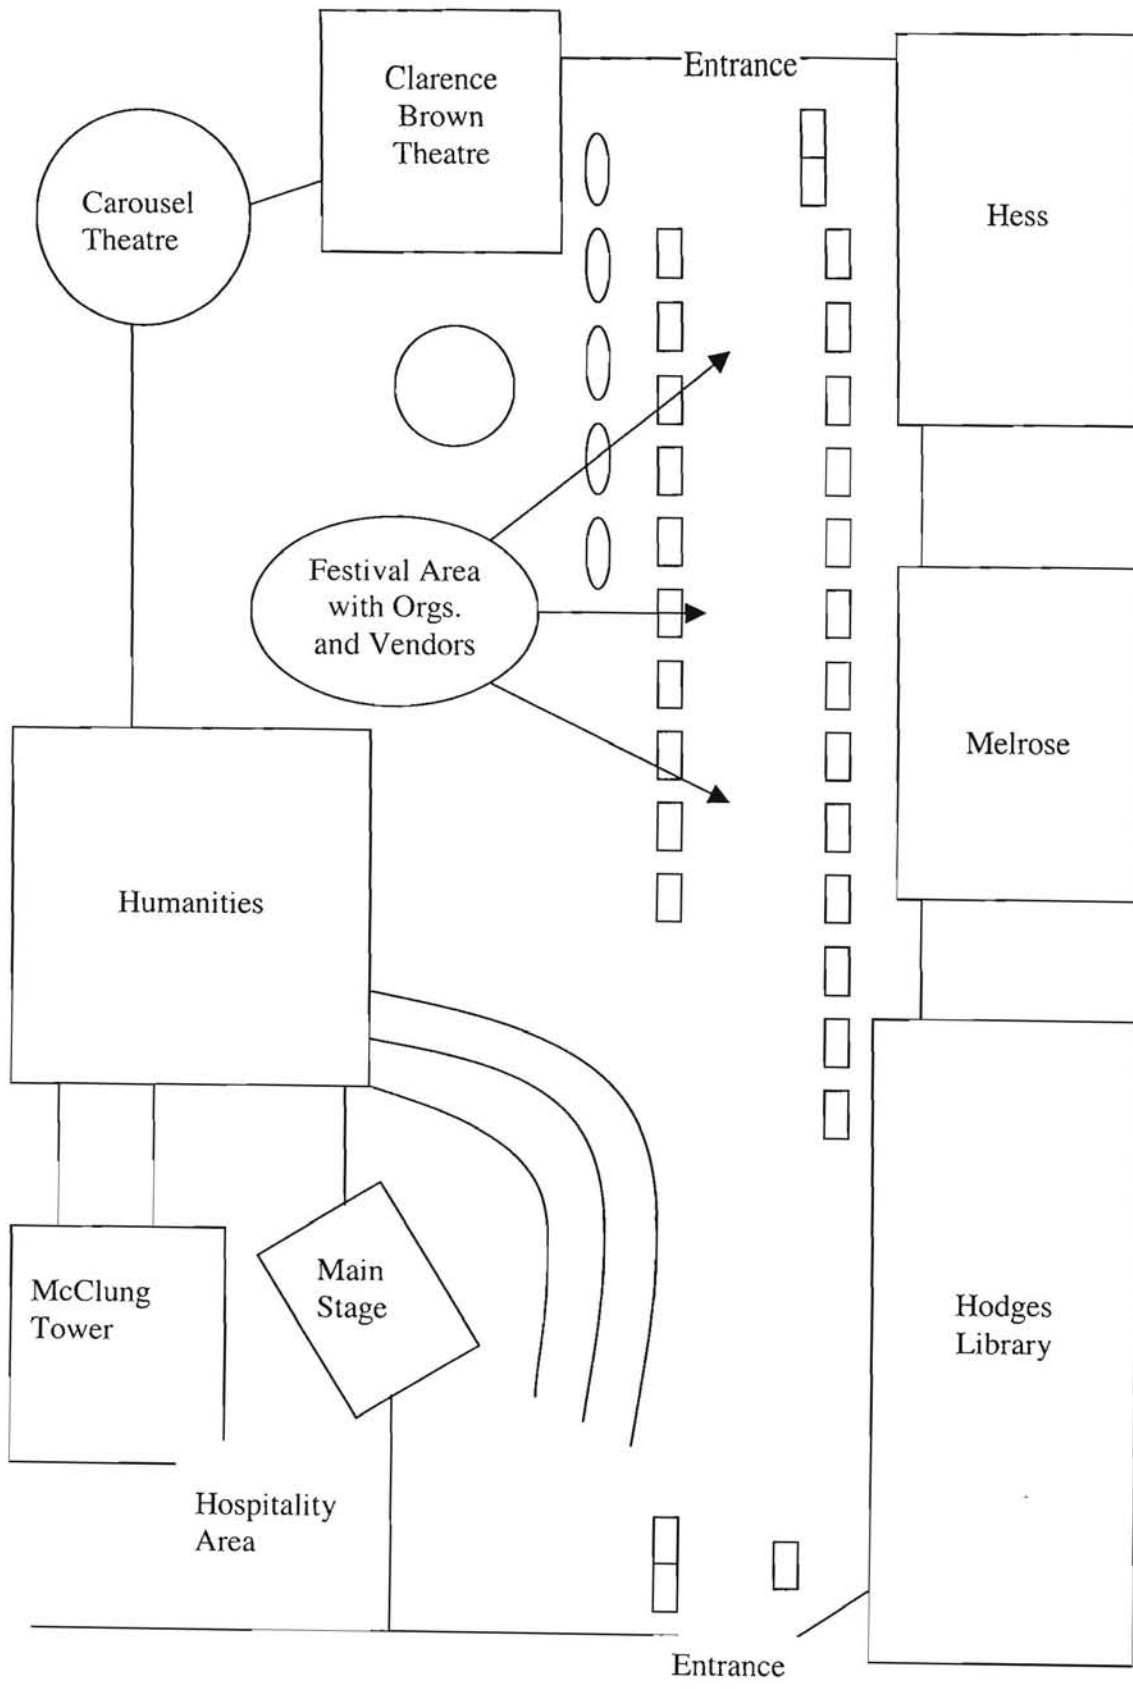 Entrance
Clarence
Brown
Theatre
Carousel
Theatre
Hess
Festival Area
with Orgs.
and Vendors
Melrose
Humanities
McClung
Tower
Main
Stage
Hodges
Library
Hospitality
Area
Entrance